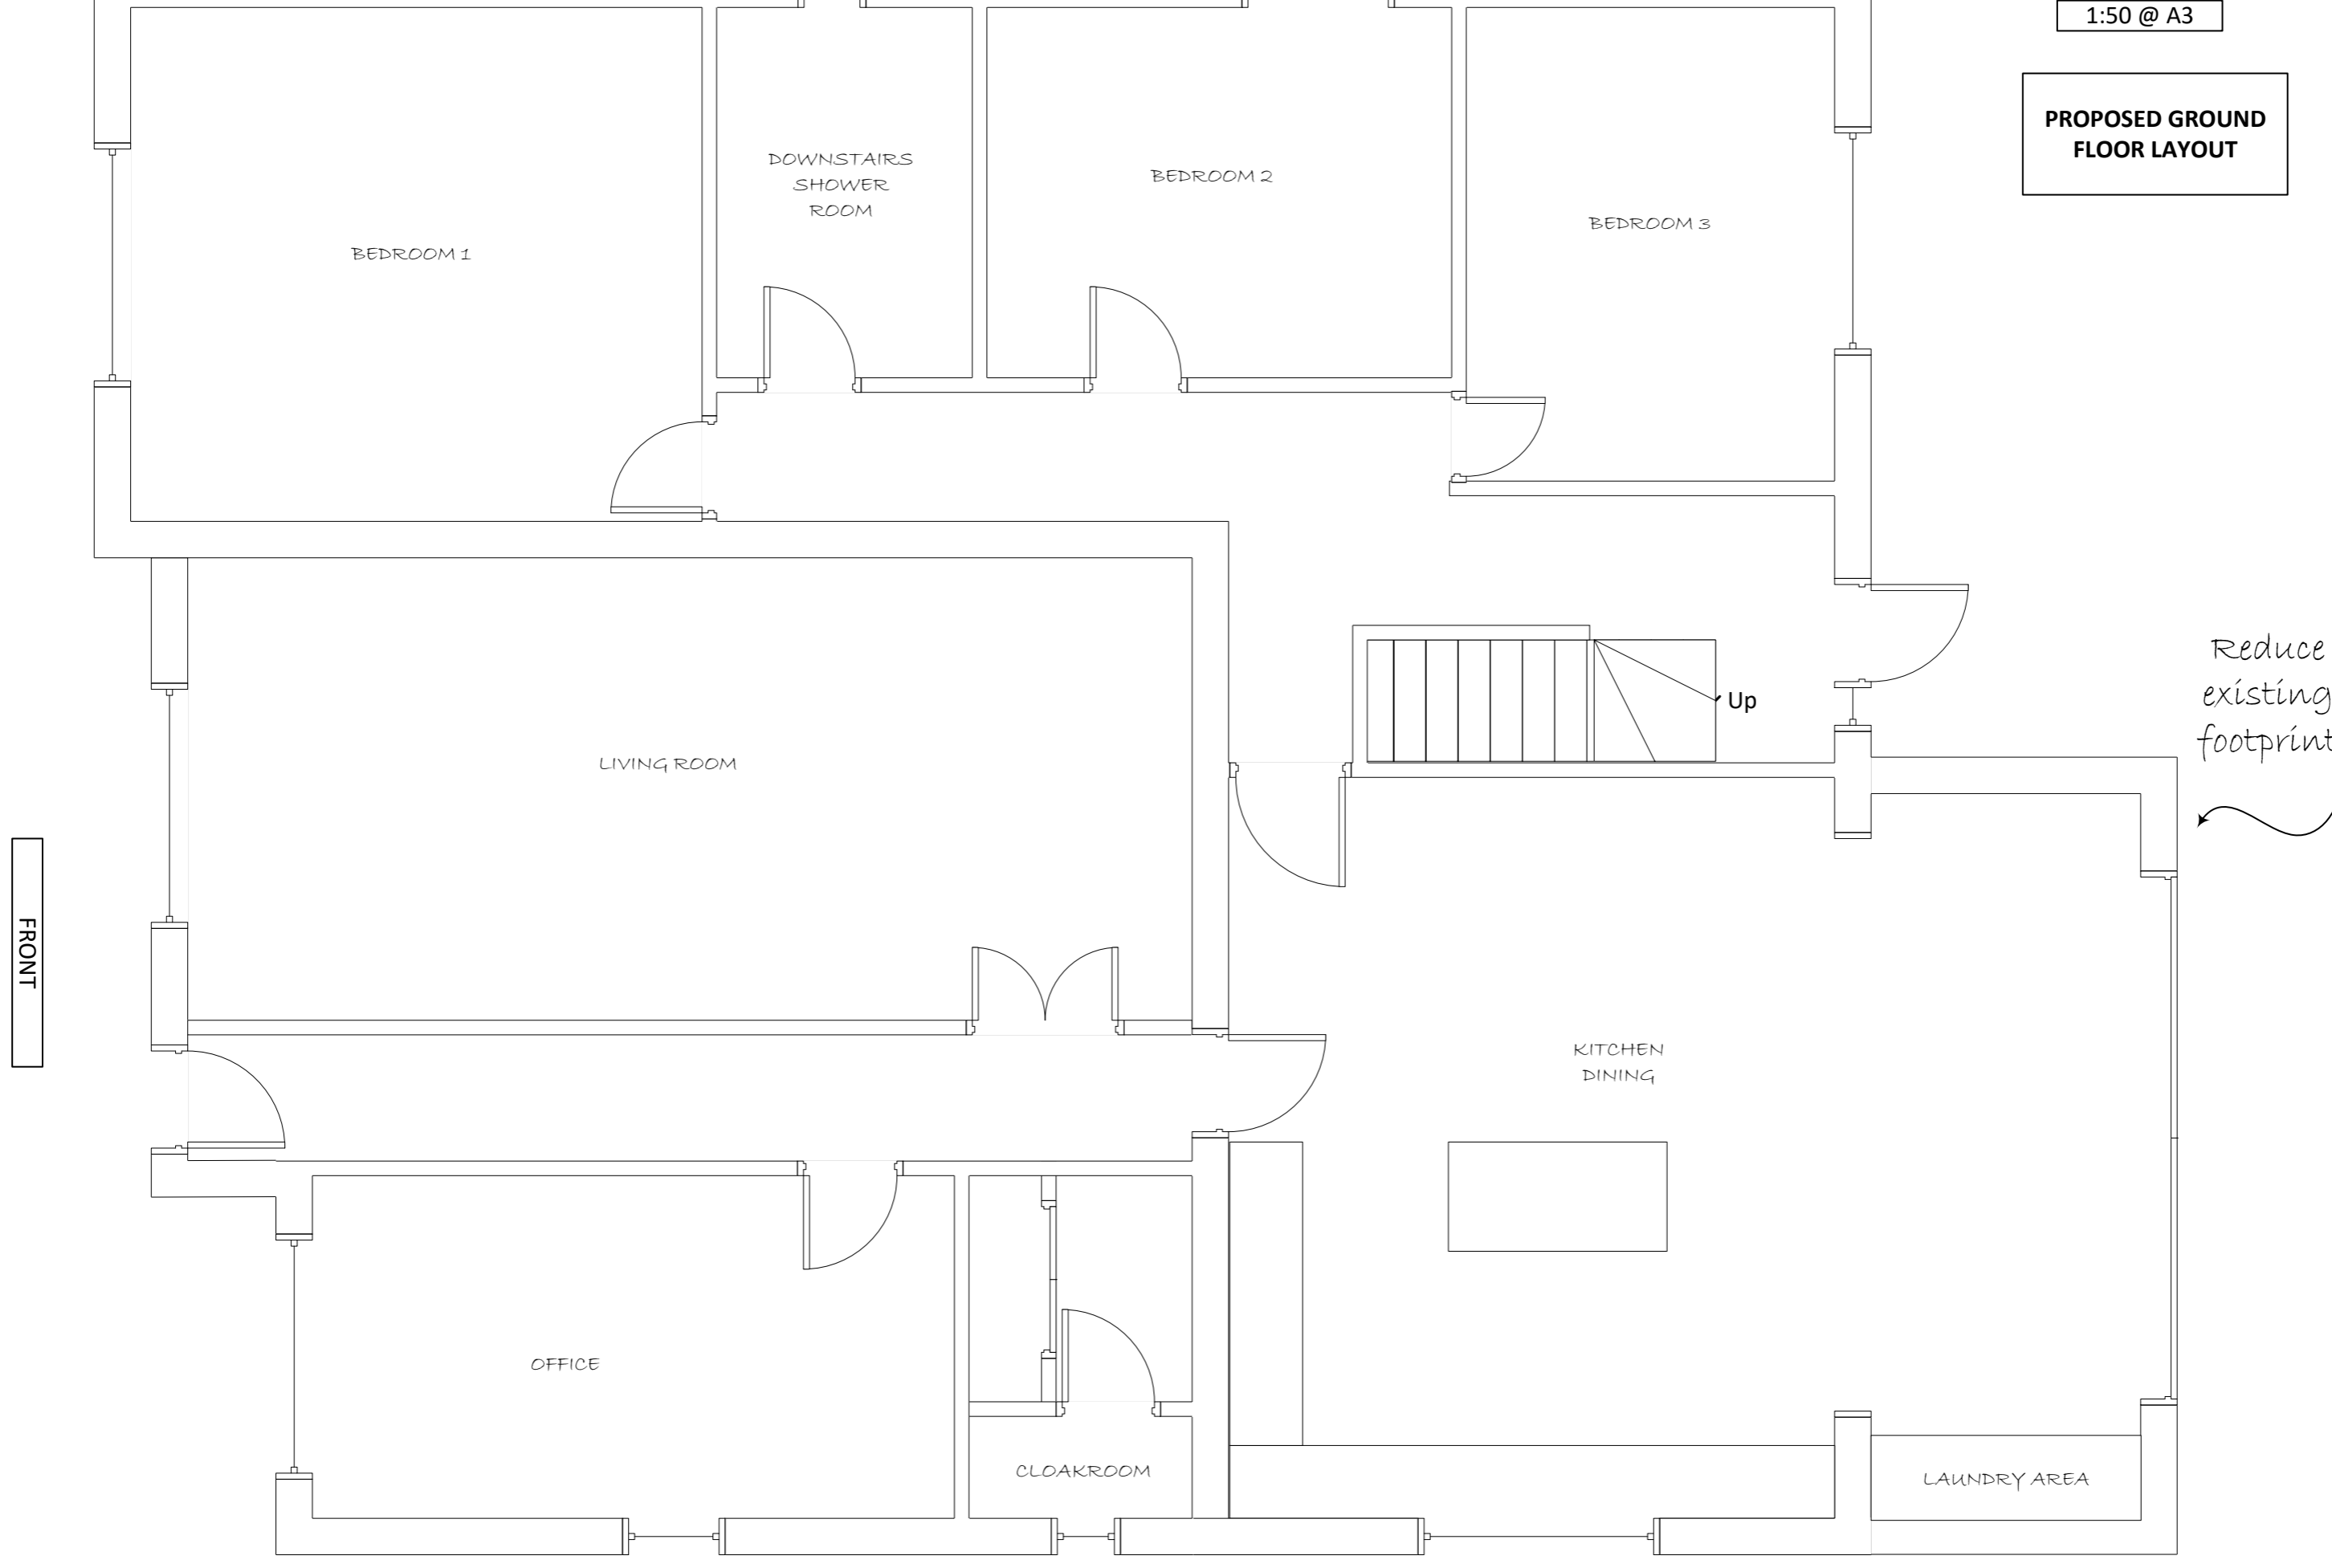 1:50 @ A3
PROPOSED GROUND
FLOOR LAYOUT
DOWNSTAIRS
SHOWER
ROOM
BEDROOM 2
BEDROOM 3
BEDROOM 1
Reduce
existing
footprint
Up
LIVING ROOM
FRONT
KITCHEN
DINING
OFFICE
CLOAKROOM
LAUNDRY AREA